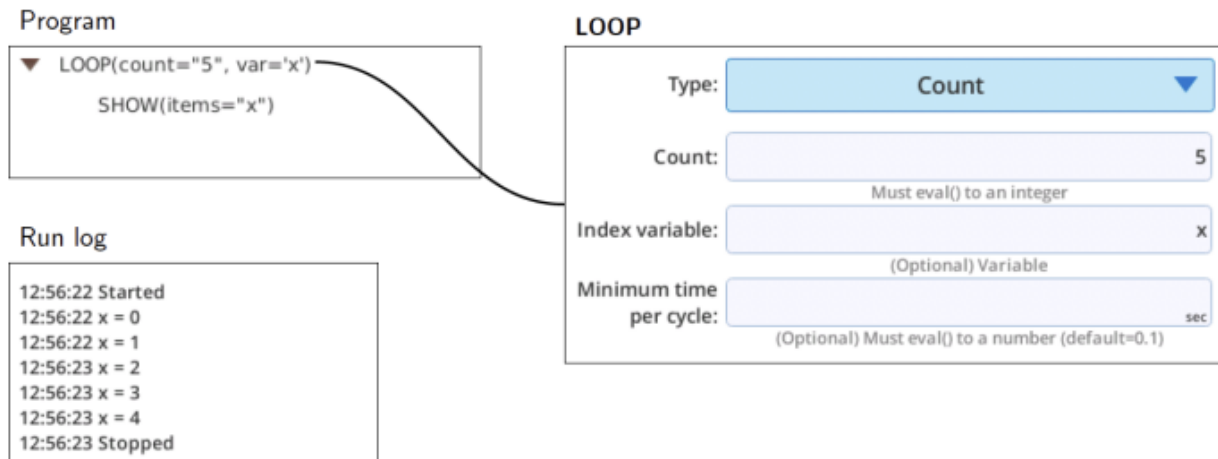 Program
LOOP(count="5", var='x')
SHOW(items="x")
Run log
12:56:22 Started
12:56:22 x = 0
12:56:22 x = 1
12:56:23 x = 2
12:56:23 x = 3
12:56:23 x = 4
12:56:23 Stopped
LOOP
Type: Count
Count: 5
Must eval() to an integer
Index variable: x
(Optional) Variable
Minimum time
per cycle: sec
(Optional) Must eval() to a number (default=0.1)